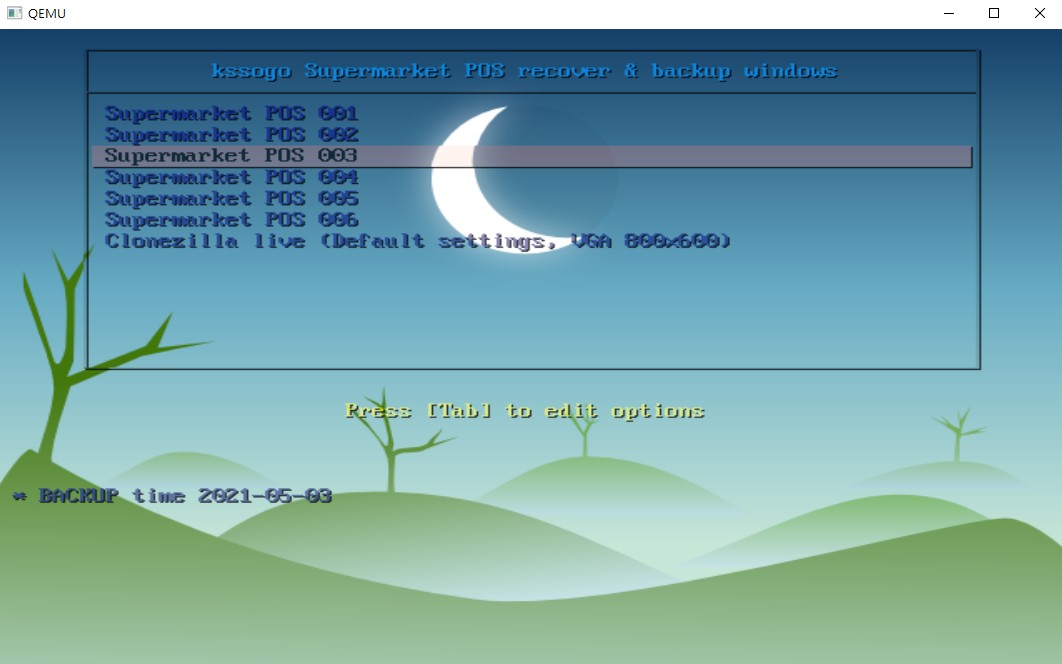 QEMU
kssogo Supermarket POS recover & backup windows
Supermarket POS 001
Supermarket POS 002
Supermarket POS 003
Supermarket POS 004
Supermarket POS 005
Supermarket POS 006
Clonezilla live (Default settings, VGA 800x600)
Press [Tab] to edit options
* BACKUP time 2021-05-03